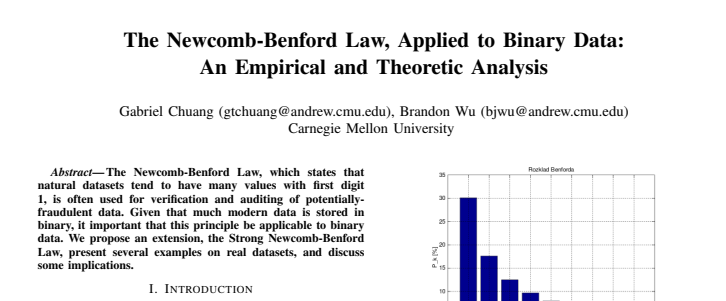 The Newcomb-Benford Law, Applied to Binary Data:
An Empirical and Theoretic Analysis
Gabriel Chuang (gtchuang@andrew.cmu.edu), Brandon Wu (bjwu@andrew.cmu.edu)
Carnegie Mellon University
Abstract—The Newcomb-Benford Law, which states that
natural datasets tend to have many values with first digit
1, is often used for verification and auditing of potentially-
fraudulent data. Given that much modern data is stored in
binary, it important that this principle be applicable to binary
data. We propose an extension, the Strong Newcomb-Benford
Law, present several examples on real datasets, and discuss
some implications.
I. INTRODUCTION
Rozklad Benforda
35
30
25
20
15
10
P_k [%]